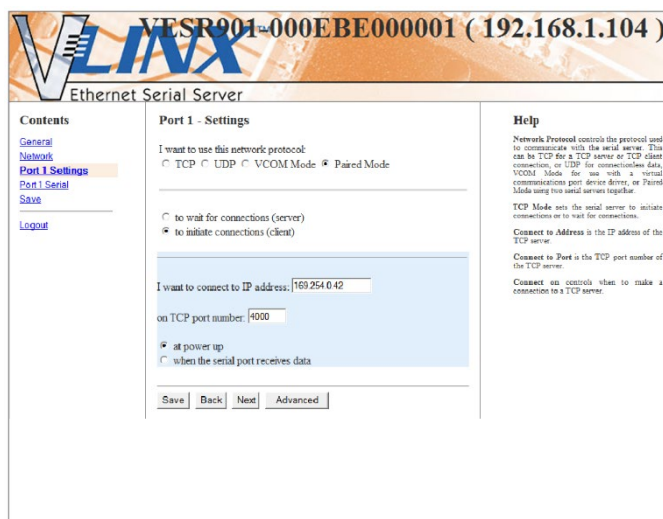 VESR901-000EBE000001 ( 192.168.1.104 )
VLINX™
Ethernet Serial Server
Contents
General
Network
Port 1 Settings
Port 1 Serial
Save
Logout
Port 1 - Settings
I want to use this network protocol:
TCP UDP VCOM Mode Paired Mode
to wait for connections (server)
to initiate connections (client)
I want to connect to IP address: 169.254.0.42
on TCP port number: 4000
at power up
when the serial port receives data
Save Back Next Advanced
Help
Network Protocol controls the protocol used
to communicate with the serial server. This
can be TCP for a TCP server or TCP client
connection, or UDP for connectionless data,
VCOM Mode for use with a virtual
communications port device driver, or Paired
Mode using two serial servers together.
TCP Mode sets the serial server to initiate
connections or to wait for connections.
Connect to Address is the IP address of the
TCP server.
Connect to Port is the TCP port number of
the TCP server.
Connect on controls when to make a
connection to a TCP server.